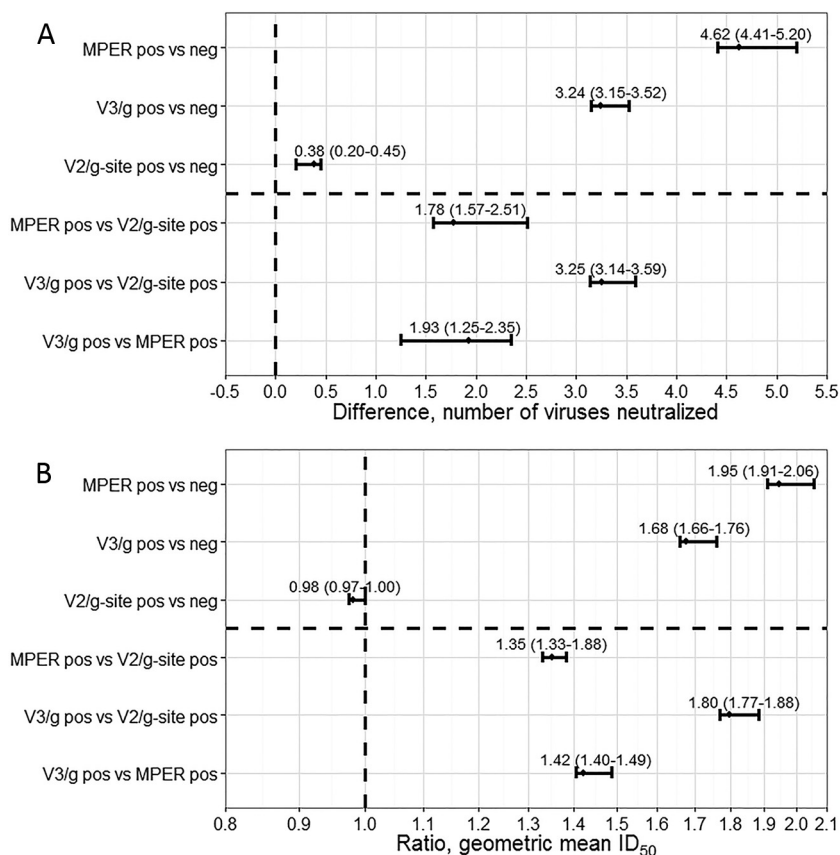 A
MPER pos vs neg
4.62 (4.41-5.20)
V3/g pos vs neg
3.24 (3.15-3.52)
V2/g-site pos vs neg
0.38 (0.20-0.45)
MPER pos vs V2/g-site pos
1.78 (1.57-2.51)
V3/g pos vs V2/g-site pos
3.25 (3.14-3.59)
V3/g pos vs MPER pos
1.93 (1.25-2.35)
-0.5 0.0 0.5 1.0 1.5 2.0 2.5 3.0 3.5 4.0 4.5 5.0 5.5
Difference, number of viruses neutralized
B
MPER pos vs neg
1.95 (1.91-2.06)
V3/g pos vs neg
1.68 (1.66-1.76)
V2/g-site pos vs neg
0.98 (0.97-1.00)
MPER pos vs V2/g-site pos
1.35 (1.33-1.88)
V3/g pos vs V2/g-site pos
1.80 (1.77-1.88)
V3/g pos vs MPER pos
1.42 (1.40-1.49)
0.8 0.9 1.0 1.1 1.2 1.3 1.4 1.5 1.6 1.7 1.8 1.9 2.0 2.1
Ratio, geometric mean ID50